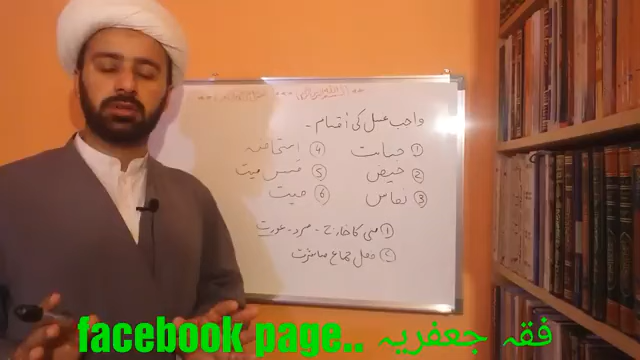 واجب غسل کی اقسام ۔
① جنابت ④ استحاضہ
② حیض ⑤ مس میت
③ نفاس ⑥ میت
① منی کا خارج ۔ مرد ۔ عورت
② دخل جماع مباشرت
facebook page.. فقہ جعفریہ